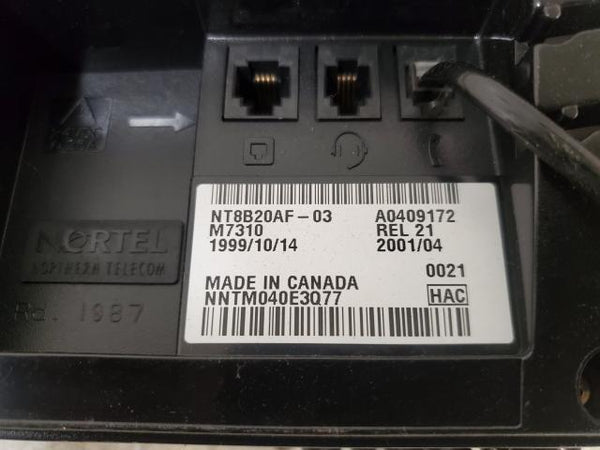 NT8B20AF-03 A0409172
M7310 REL 21
1999/10/14 2001/04
0021
MADE IN CANADA
NNTM040E3Q77 HAC
NORTEL
NORTHERN TELECOM
Rd. 1987